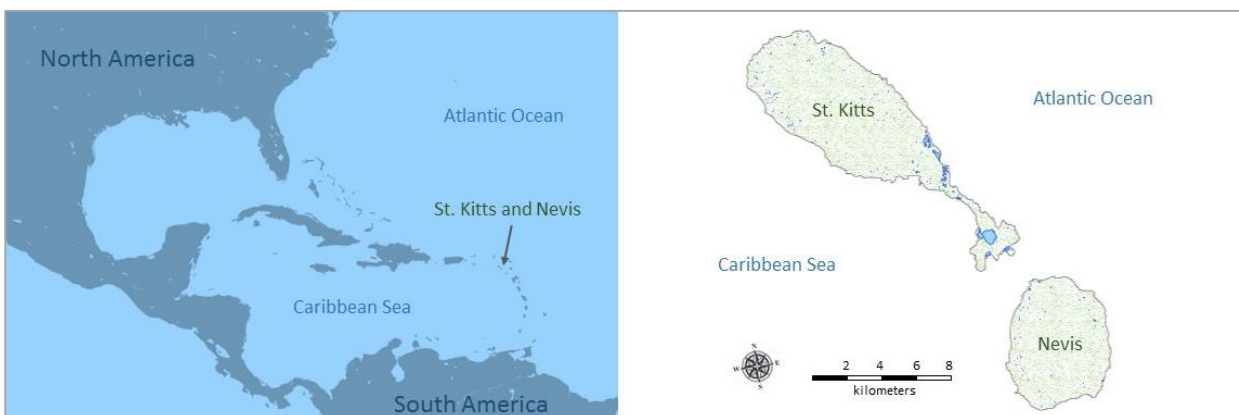 North America
Atlantic Ocean
St. Kitts and Nevis
Caribbean Sea
South America
St. Kitts
Atlantic Ocean
Caribbean Sea
Nevis
N
W E
S
2 4 6 8
kilometers